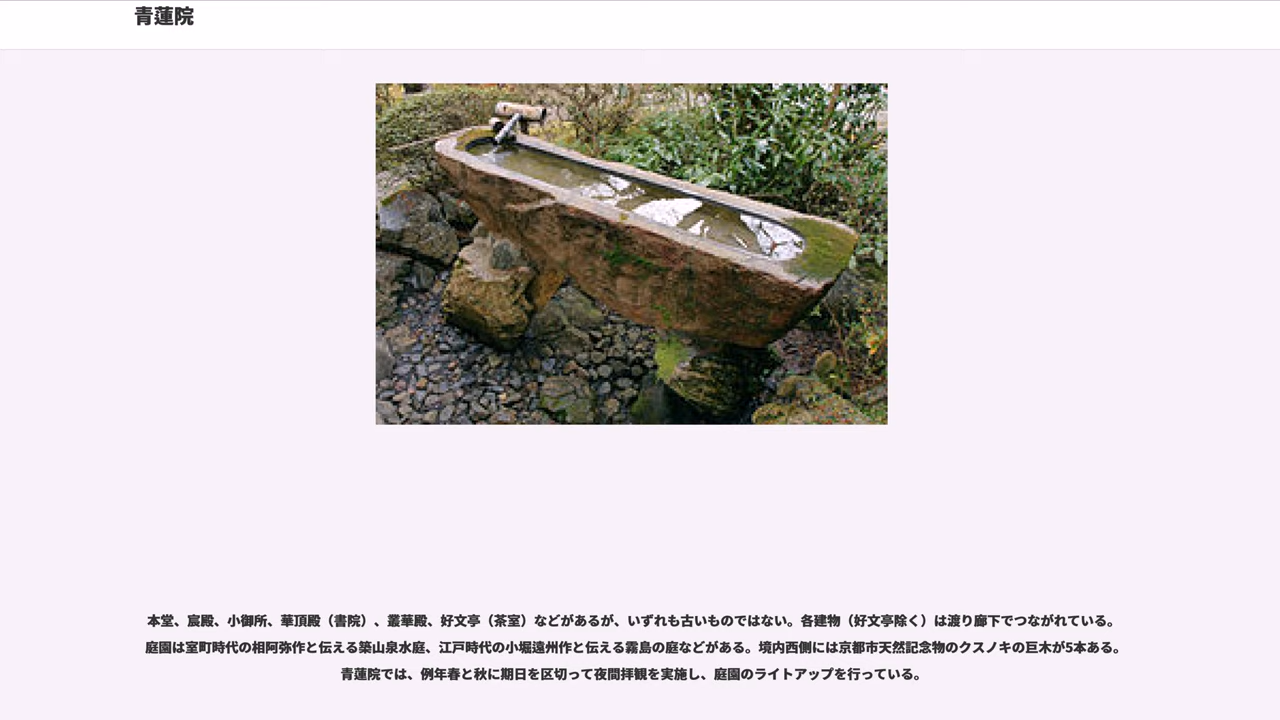 青蓮院
本堂、宸殿、小御所、華頂殿（書院）、叢華殿、好文亭（茶室）などがあるが、いずれも古いものではない。各建物（好文亭除く）は渡り廊下でつながれている。
庭園は室町時代の相阿弥作と伝える築山泉水庭、江戸時代の小堀遠州作と伝える霧島の庭などがある。境内西側には京都市天然記念物のクスノキの巨木が5本ある。
青蓮院では、例年春と秋に期日を区切って夜間拝観を実施し、庭園のライトアップを行っている。